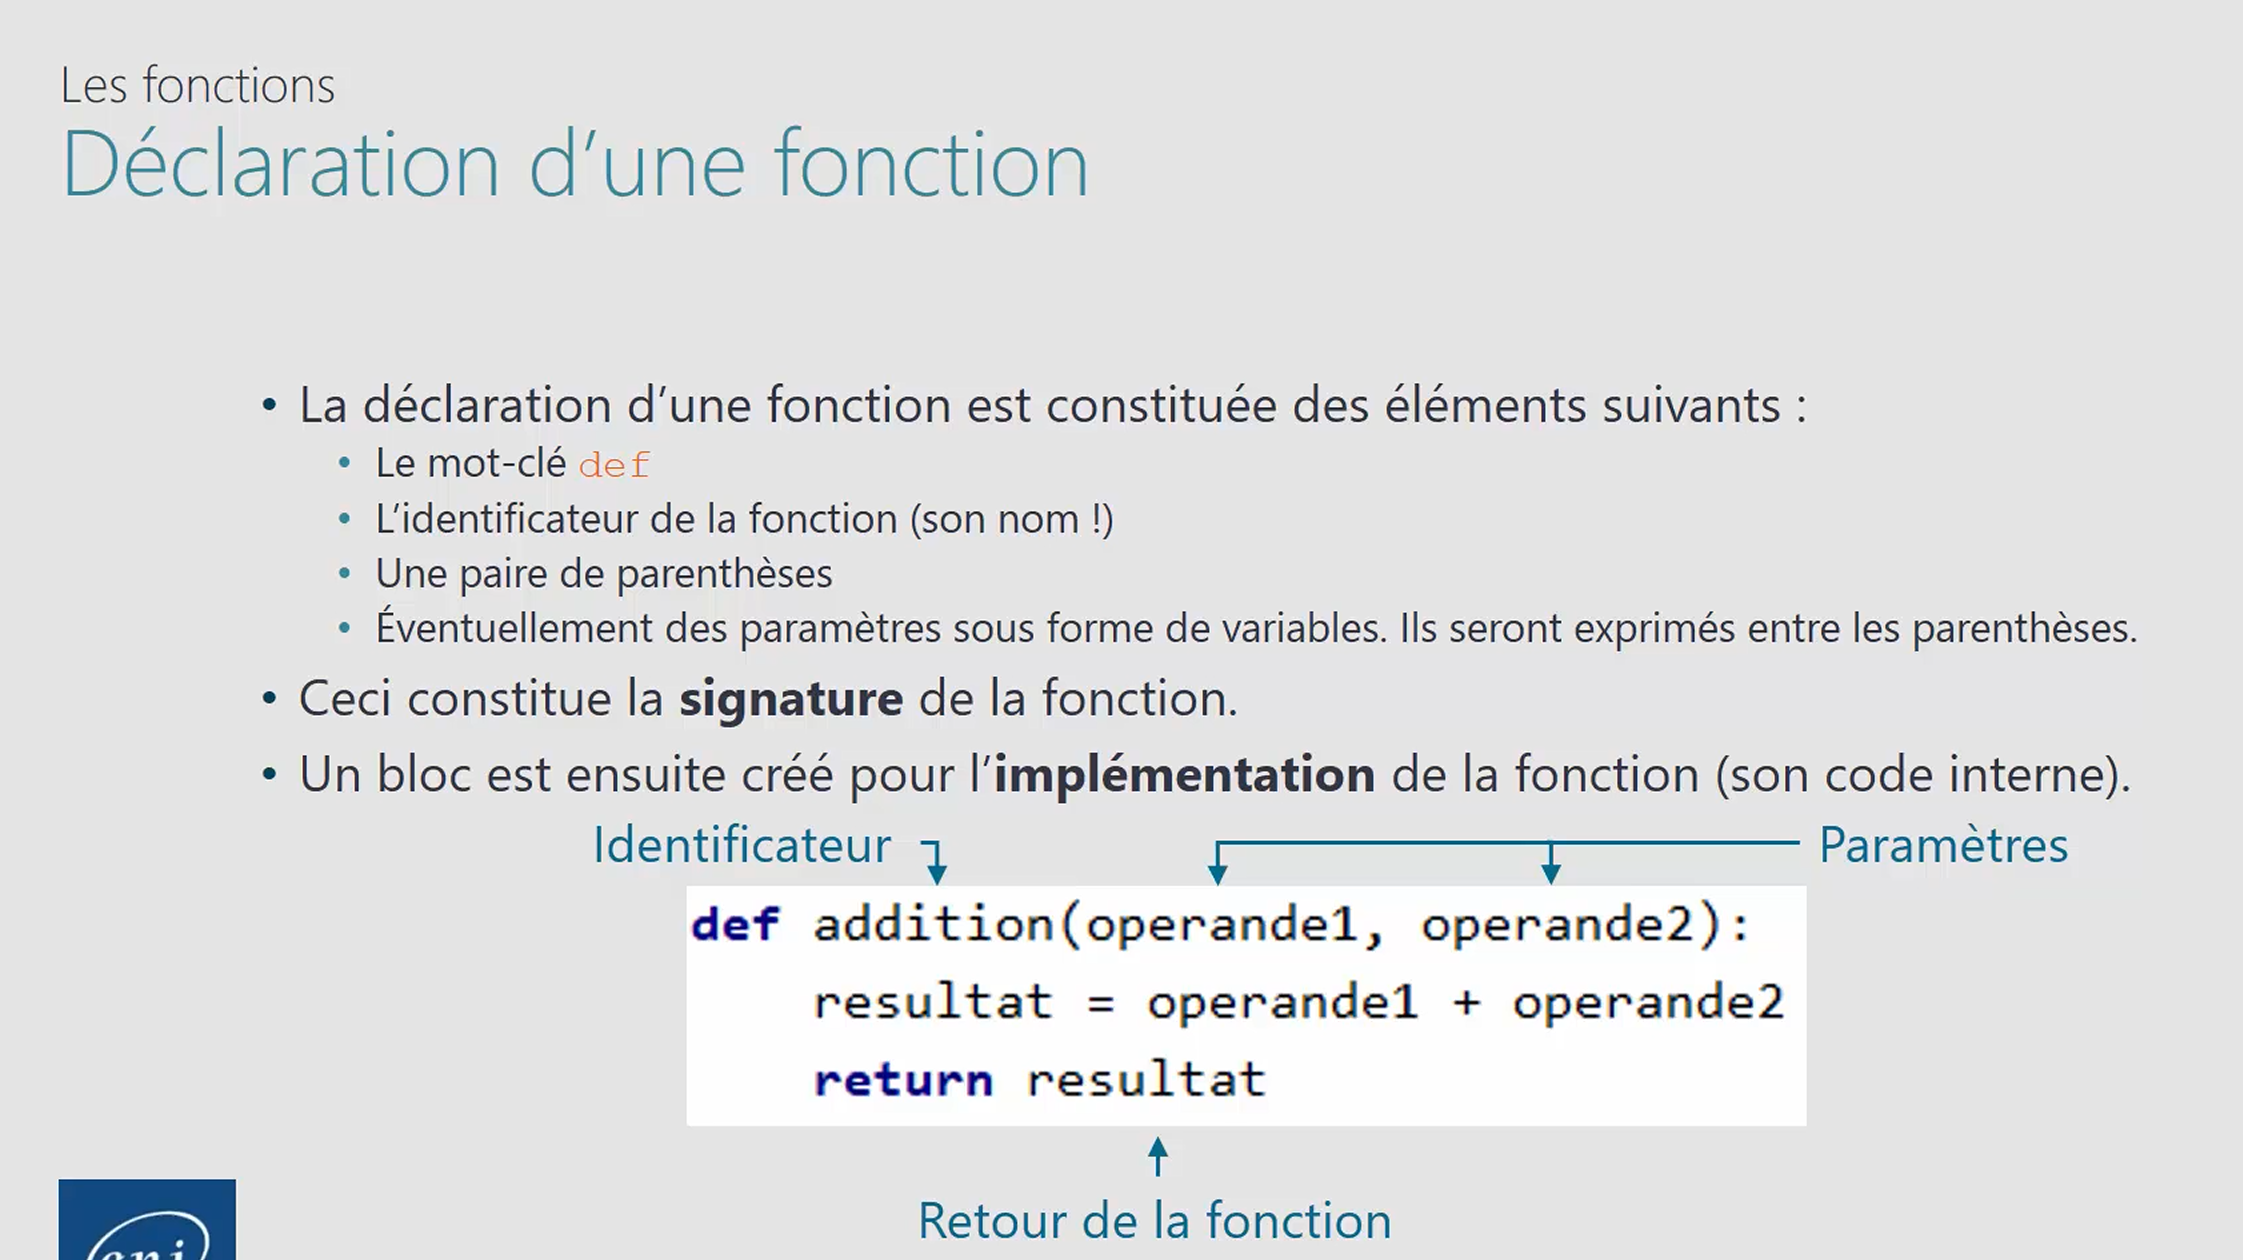 Les fonctions
Déclaration d’une fonction
• La déclaration d’une fonction est constituée des éléments suivants :
• Le mot-clé def
• L’identificateur de la fonction (son nom !)
• Une paire de parenthèses
• Éventuellement des paramètres sous forme de variables. Ils seront exprimés entre les parenthèses.
• Ceci constitue la signature de la fonction.
• Un bloc est ensuite créé pour l’implémentation de la fonction (son code interne).
Identificateur
Paramètres
def addition(operande1, operande2):
    resultat = operande1 + operande2
    return resultat
Retour de la fonction
eni